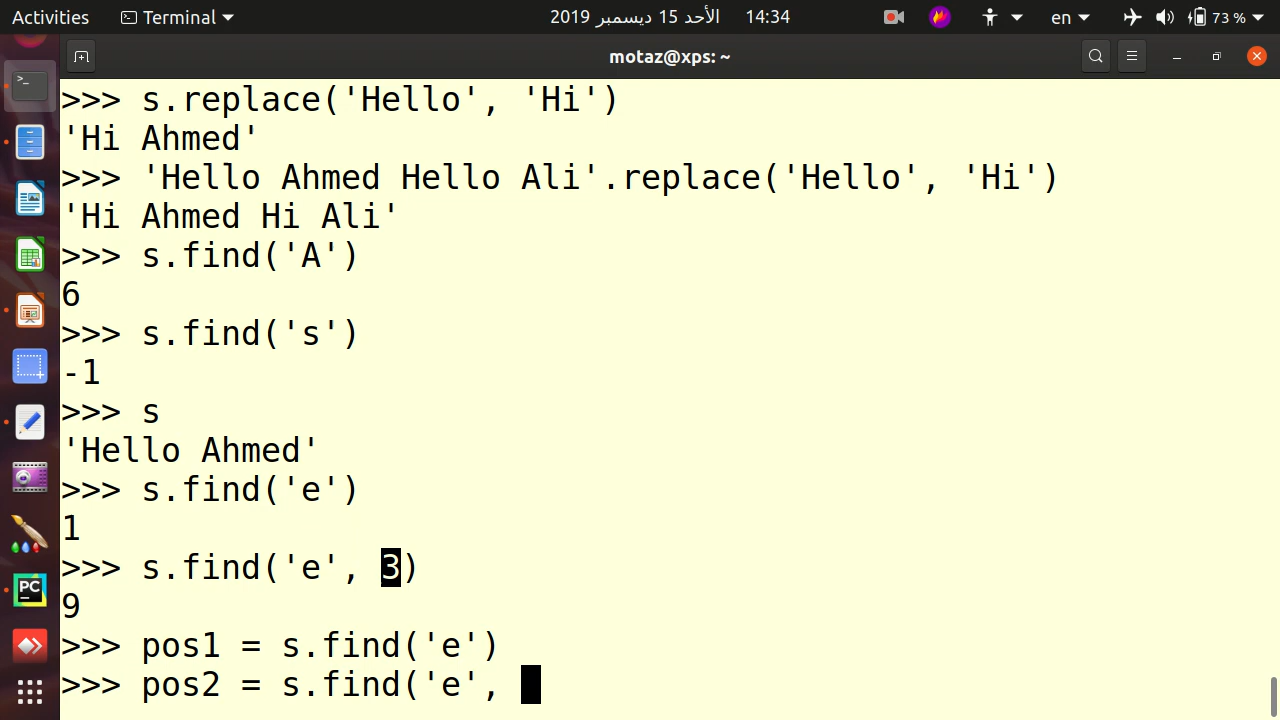 Activities Terminal 14:34 الأحد 15 ديسمبر 2019 en 73 %
motaz@xps: ~
>>> s.replace('Hello', 'Hi')
'Hi Ahmed'
>>> 'Hello Ahmed Hello Ali'.replace('Hello', 'Hi')
'Hi Ahmed Hi Ali'
>>> s.find('A')
6
>>> s.find('s')
-1
>>> s
'Hello Ahmed'
>>> s.find('e')
1
>>> s.find('e', 3)
9
>>> pos1 = s.find('e')
>>> pos2 = s.find('e',
>_
PC